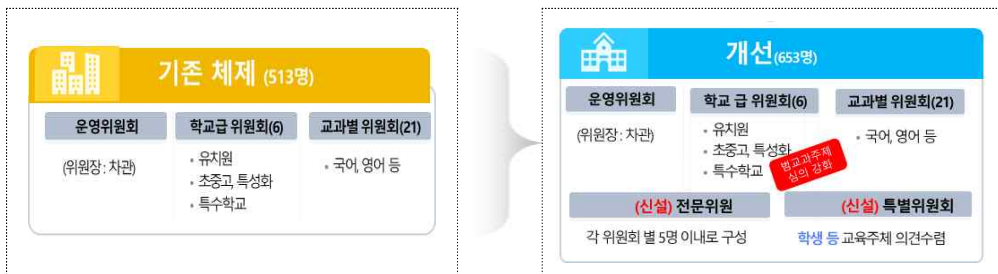 기존 체제 (513명)
운영위원회
(위원장 : 차관)
학교급 위원회(6)
• 유치원
• 초중고, 특성화
• 특수학교
교과별 위원회(21)
• 국어, 영어 등
개선(653명)
운영위원회
(위원장 : 차관)
학교 급 위원회(6)
• 유치원
• 초중고, 특성화
• 특수학교
범교과주제
심의 강화
교과별 위원회(21)
• 국어, 영어 등
(신설) 전문위원
각 위원회 별 5명 이내로 구성
(신설) 특별위원회
학생 등 교육주체 의견수렴